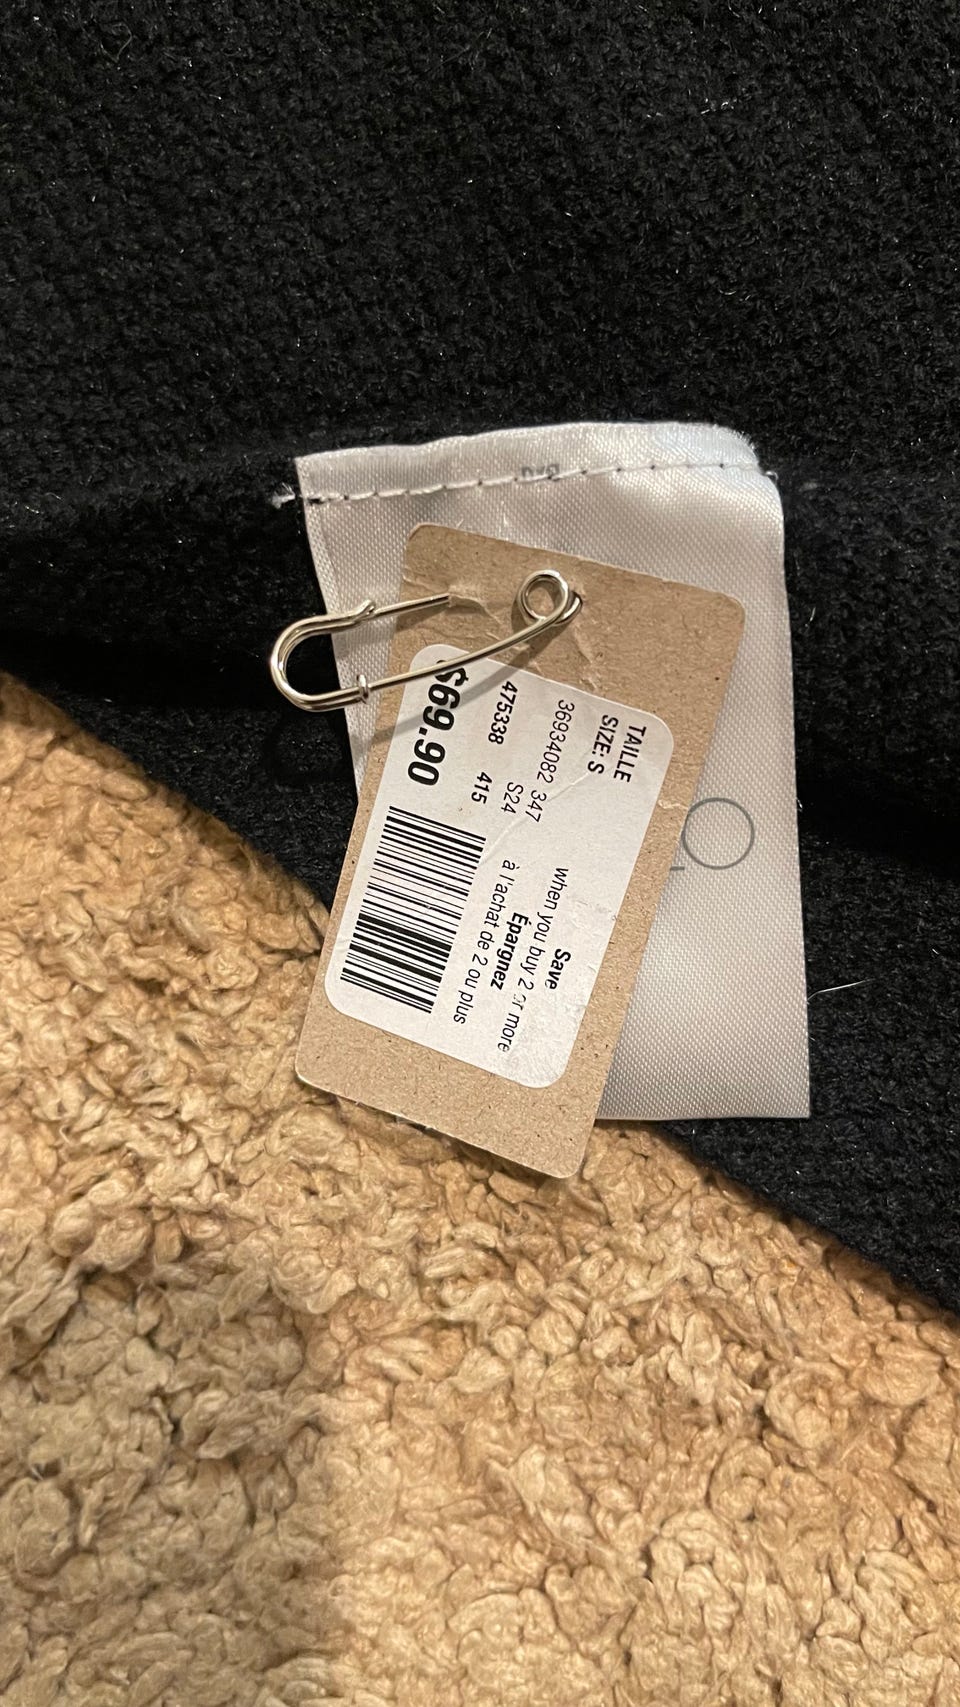 TAILLE
SIZE: S
36934082 347
475338 S24
415
$69.90
Save
when you buy 2 or more
Épargnez
à l'achat de 2 ou plus